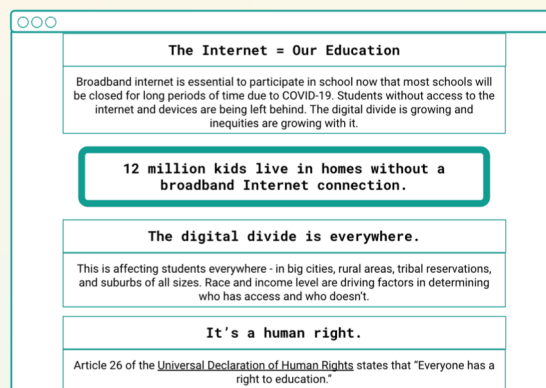 The Internet = Our Education
Broadband internet is essential to participate in school now that most schools will
be closed for long periods of time due to COVID-19. Students without access to the
internet and devices are being left behind. The digital divide is growing and
inequities are growing with it.
12 million kids live in homes without a
broadband Internet connection.
The digital divide is everywhere.
This is affecting students everywhere - in big cities, rural areas, tribal reservations,
and suburbs of all sizes. Race and income level are driving factors in determining
who has access and who doesn’t.
It’s a human right.
Article 26 of the Universal Declaration of Human Rights states that “Everyone has a
right to education.”